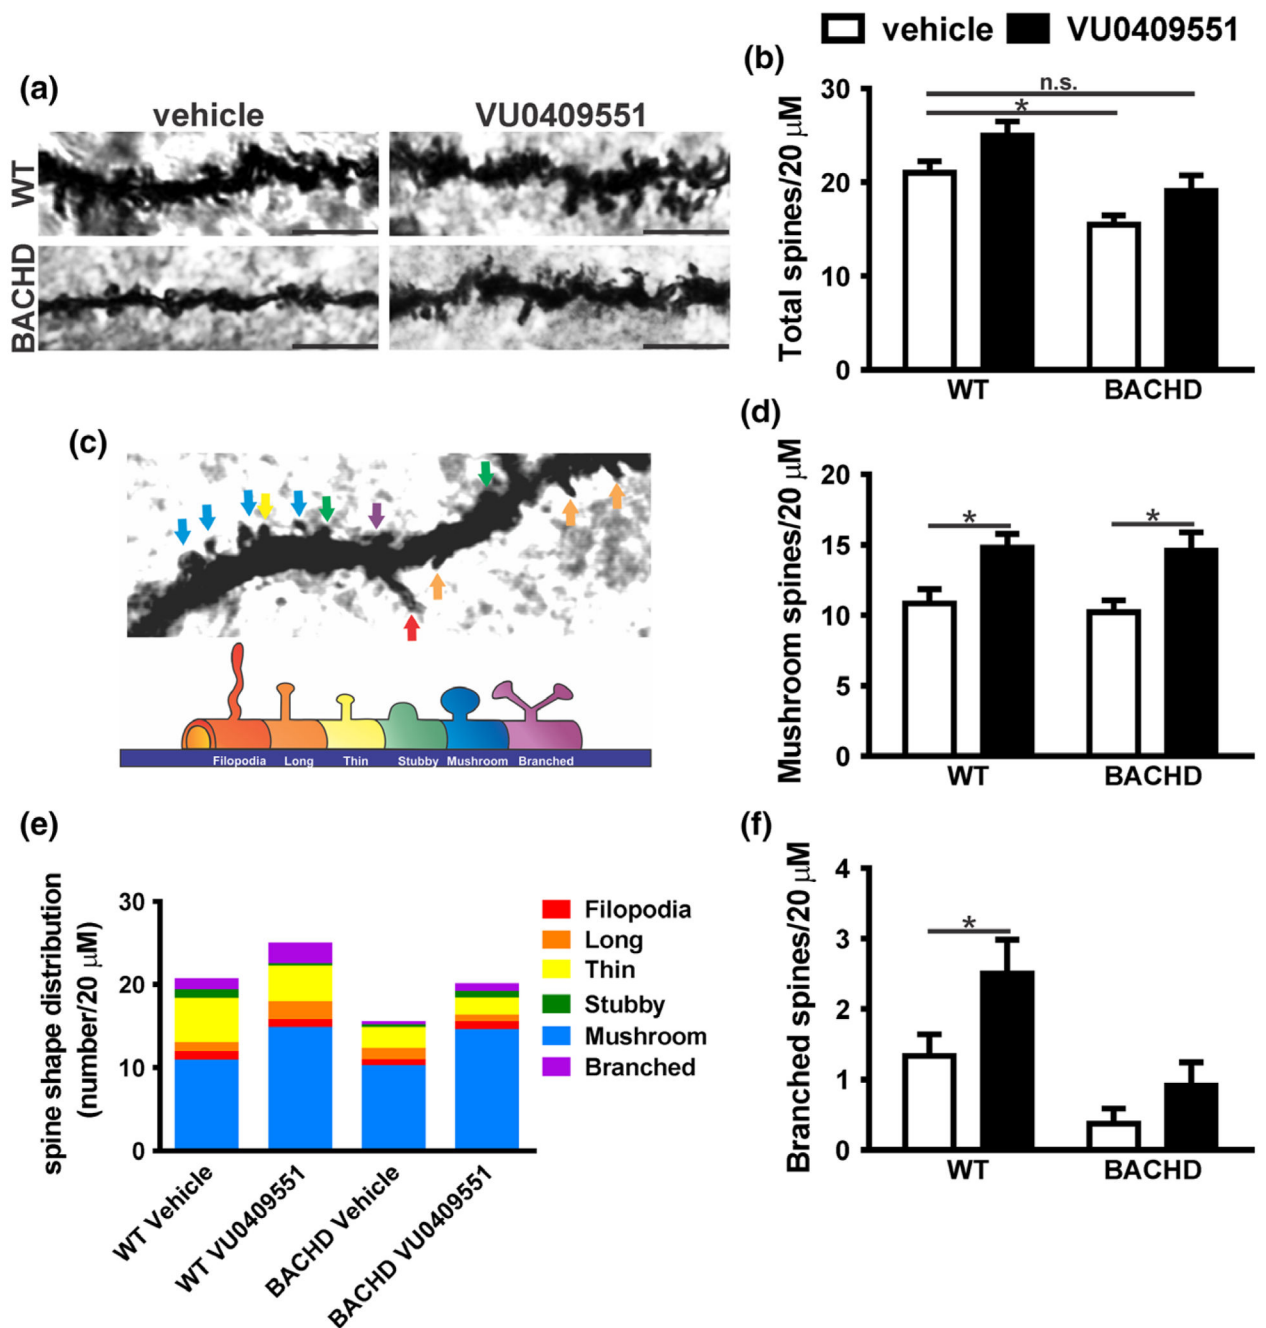 vehicle VU0409551
(a)
vehicle VU0409551
WT
BACHD
(b)
Total spines/20 µM
30
20
10
0
n.s.
*
WT BACHD
(c)
Filopodia Long Thin Stubby Mushroom Branched
(d)
Mushroom spines/20 µM
20
15
10
5
0
* *
WT BACHD
(e)
spine shape distribution
(number/20 µM)
30
20
10
0
Filopodia
Long
Thin
Stubby
Mushroom
Branched
WT Vehicle
WT VU0409551
BACHD Vehicle
BACHD VU0409551
(f)
Branched spines/20 µM
4
3
2
1
0
*
WT BACHD